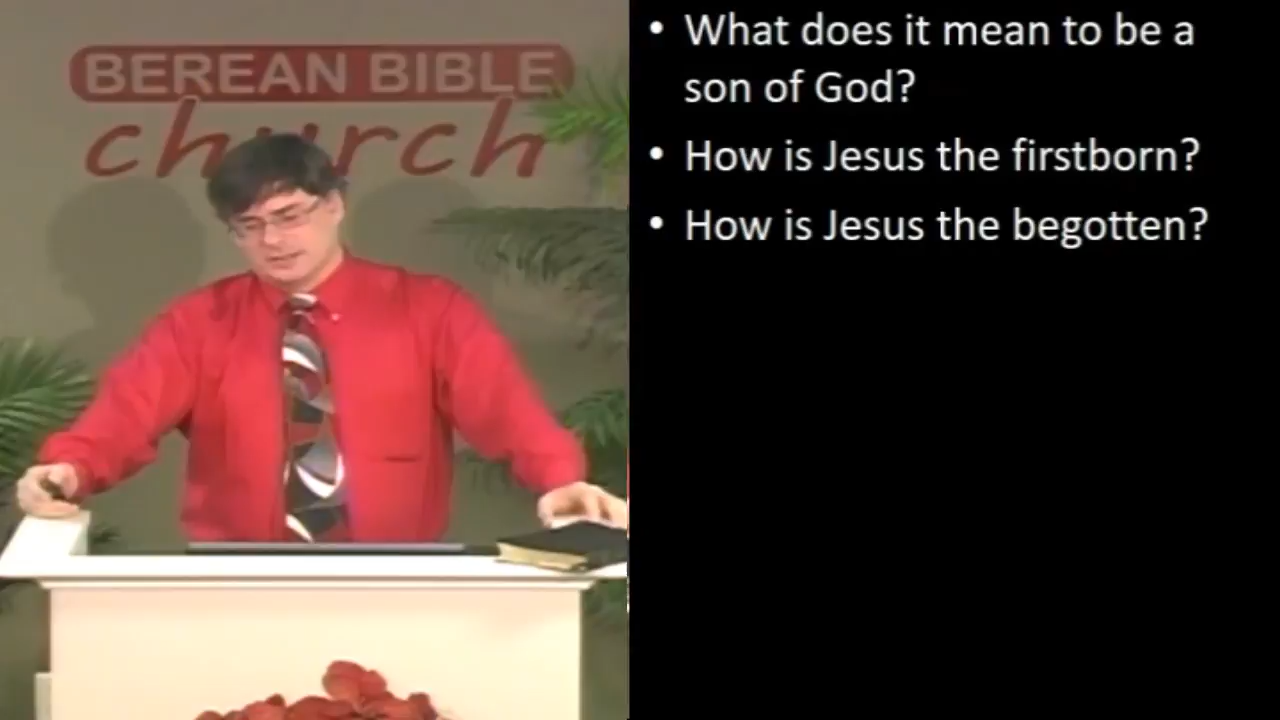 BEREAN BIBLE
church
• What does it mean to be a
son of God?
• How is Jesus the firstborn?
• How is Jesus the begotten?